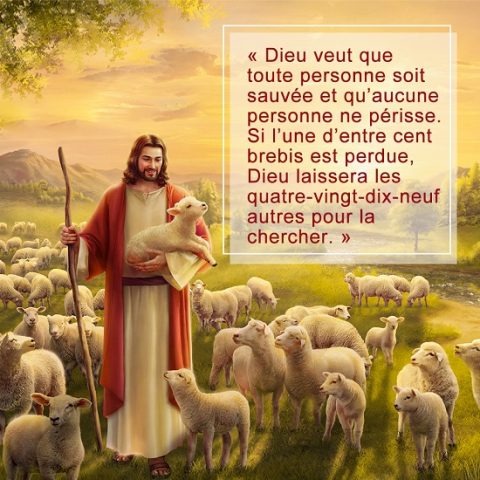 « Dieu veut que
toute personne soit
sauvée et qu’aucune
personne ne périsse.
Si l’une d’entre cent
brebis est perdue,
Dieu laissera les
quatre-vingt-dix-neuf
autres pour la
chercher. »